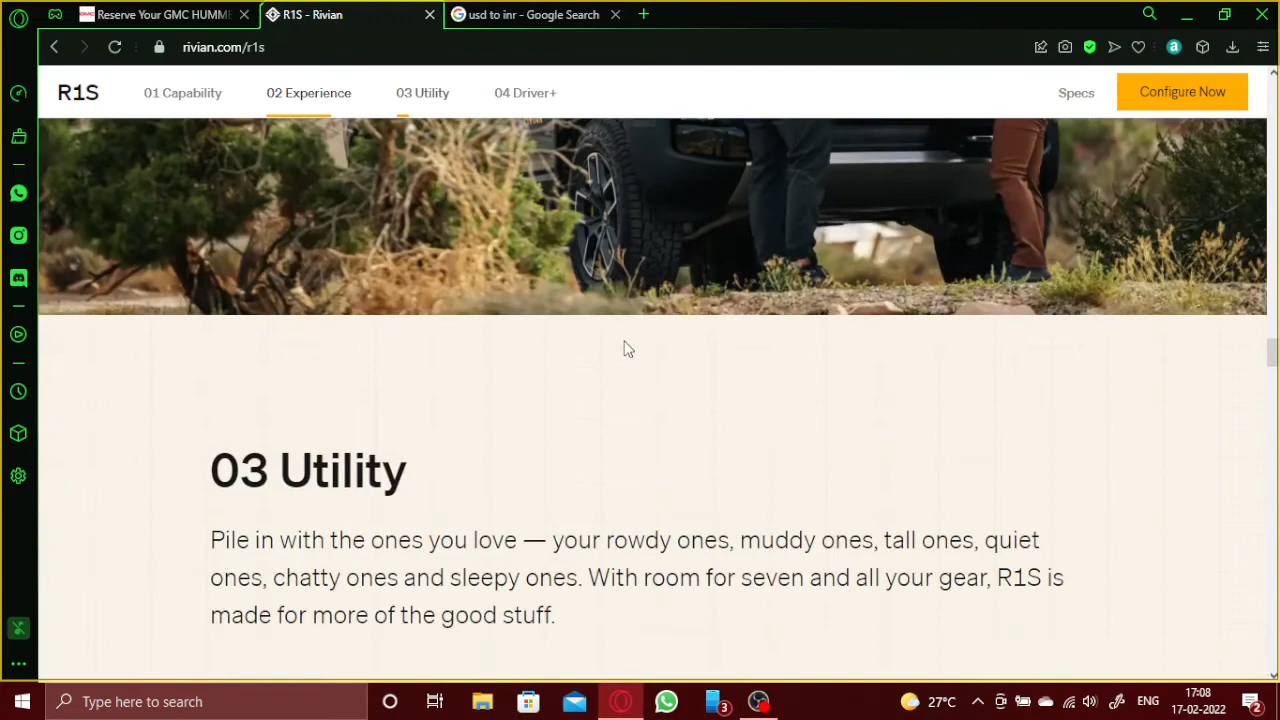 Reserve Your GMC HUMME
R1S - Rivian
usd to inr - Google Search
rivian.com/r1s
a
R1S
01 Capability
02 Experience
03 Utility
04 Driver+
Specs
Configure Now
03 Utility
Pile in with the ones you love — your rowdy ones, muddy ones, tall ones, quiet
ones, chatty ones and sleepy ones. With room for seven and all your gear, R1S is
made for more of the good stuff.
Type here to search
3
27°C
ENG
17:08
17-02-2022
2